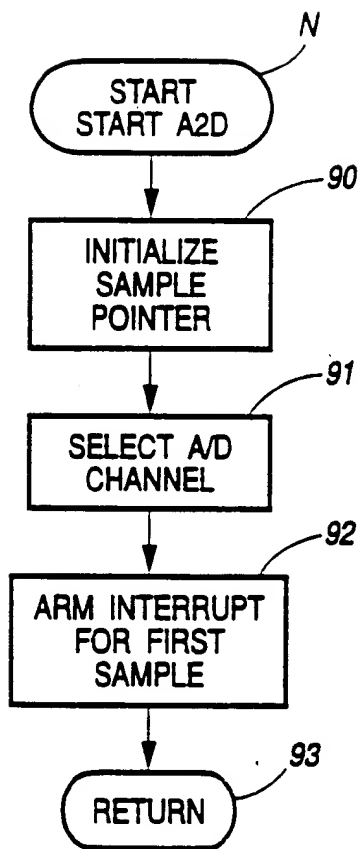 N
START
START A2D
90
INITIALIZE
SAMPLE
POINTER
91
SELECT A/D
CHANNEL
92
ARM INTERRUPT
FOR FIRST
SAMPLE
93
RETURN